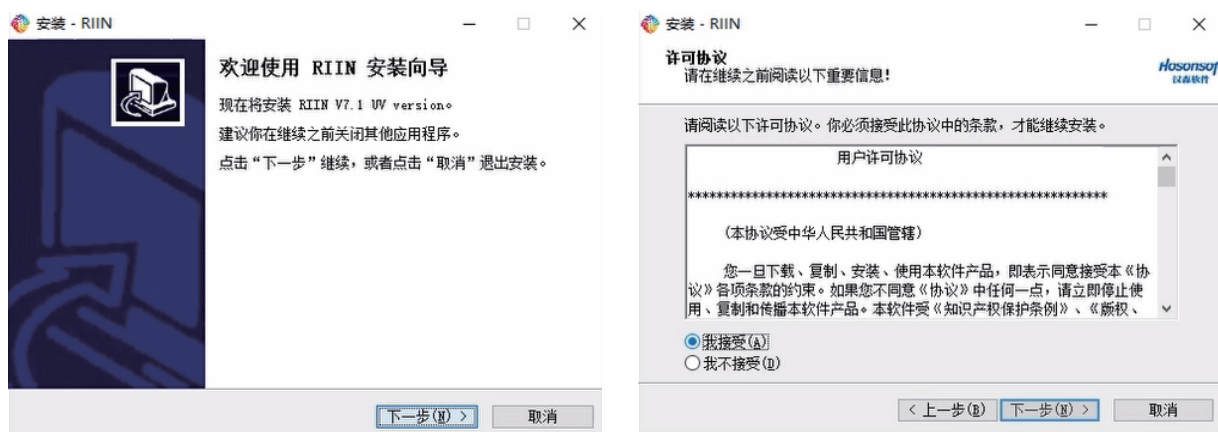 安装 - RIIN
欢迎使用 RIIN 安装向导
现在将安装 RIIN V7.1 UV version。
建议你在继续之前关闭其他应用程序。
点击“下一步”继续，或者点击“取消”退出安装。
下一步(N) >
取消
安装 - RIIN
许可协议
请在继续之前阅读以下重要信息！
Hosonsof
汉森软件
请阅读以下许可协议。你必须接受此协议中的条款，才能继续安装。
用户许可协议
**********************************************************
（本协议受中华人民共和国管辖）
您一旦下载、复制、安装、使用本软件产品，即表示同意接受本《协
议》各项条款的约束。如果您不同意《协议》中任何一点，请立即停止使
用、复制和传播本软件产品。本软件受《知识产权保护条例》、《版权、
我接受(A)
我不接受(D)
< 上一步(B)
下一步(N) >
取消